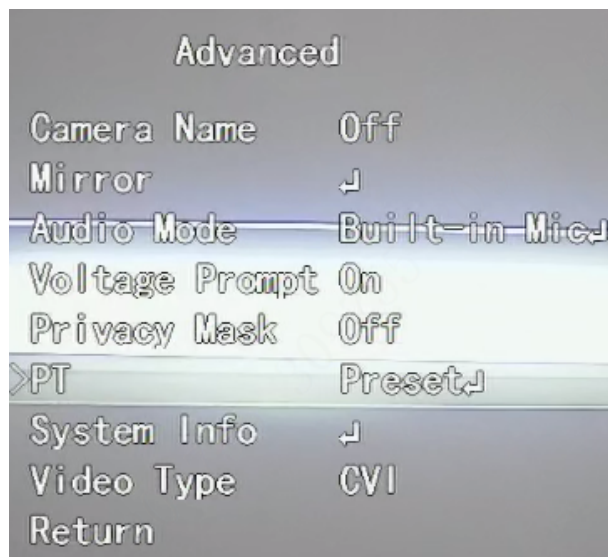 Advanced
Camera Name Off
Mirror ↵
Audio Mode Built-in Mic↵
Voltage Prompt On
Privacy Mask Off
>PT Preset↵
System Info ↵
Video Type CVI
Return